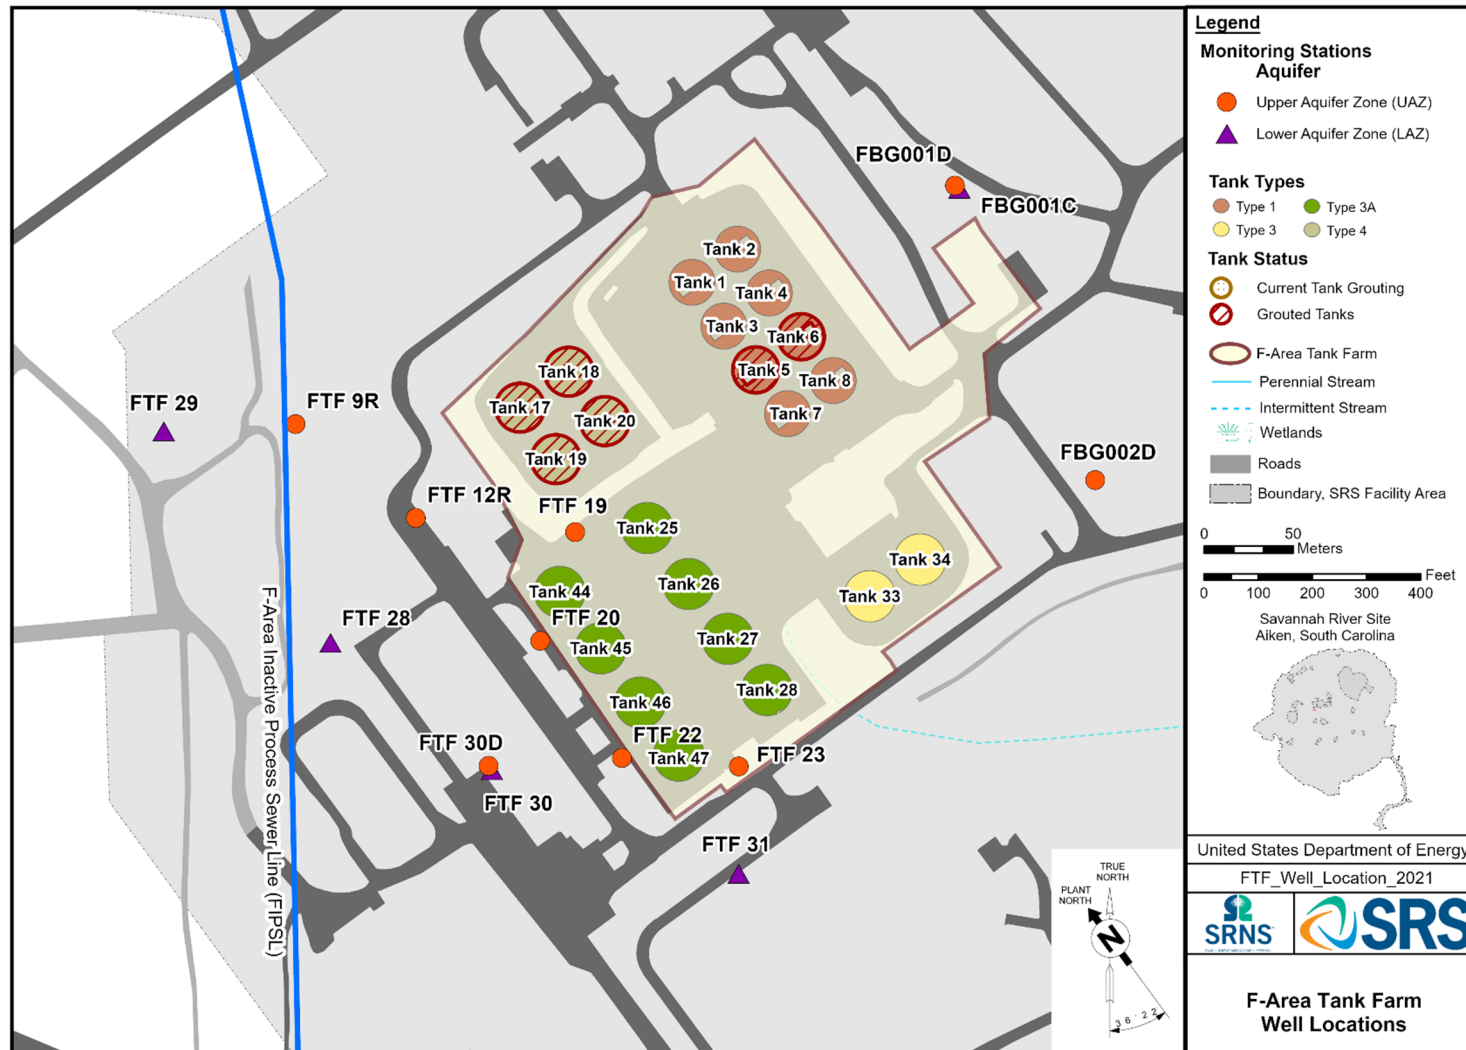 FBG001D
FBG001C
Tank 2
Tank 1
Tank 4
Tank 3
Tank 6
Tank 5
Tank 8
Tank 7
Tank 18
Tank 17
Tank 20
Tank 19
FTF 29
FTF 9R
FBG002D
FTF 12R
FTF 19
Tank 25
Tank 34
Tank 26
Tank 44
Tank 33
FTF 28
FTF 20
Tank 27
Tank 45
Tank 28
Tank 46
FTF 30D
FTF 22
Tank 47
FTF 23
FTF 30
FTF 31
F-Area Inactive Process Sewer Line (FIPSL)
TRUE
NORTH
PLANT
NORTH
N
36°22'
Legend
Monitoring Stations
Aquifer
Upper Aquifer Zone (UAZ)
Lower Aquifer Zone (LAZ)
Tank Types
Type 1 Type 3A
Type 3 Type 4
Tank Status
Current Tank Grouting
Grouted Tanks
F-Area Tank Farm
Perennial Stream
Intermittent Stream
Wetlands
Roads
Boundary, SRS Facility Area
0 50
Meters
Feet
0 100 200 300 400
Savannah River Site
Aiken, South Carolina
United States Department of Energy
FTF_Well_Location_2021
SRNS
SRS
F-Area Tank Farm
Well Locations